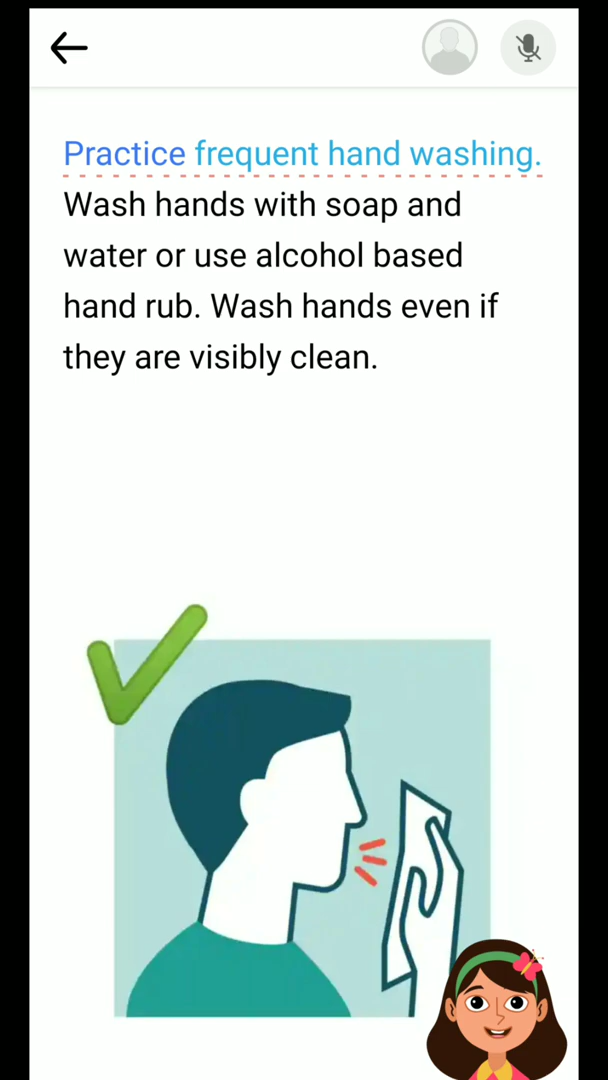 Practice frequent hand washing.
Wash hands with soap and
water or use alcohol based
hand rub. Wash hands even if
they are visibly clean.